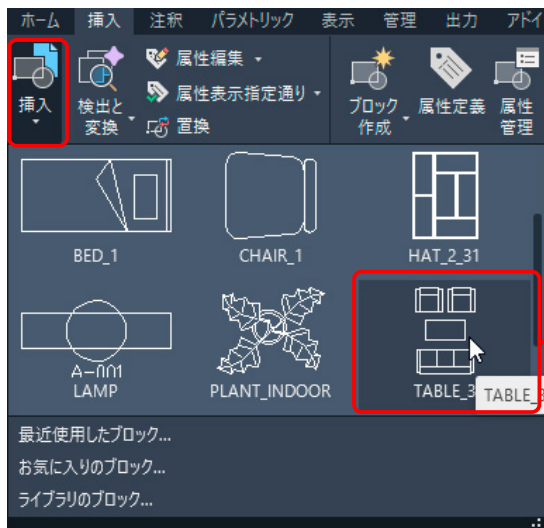 ホーム 挿入 注釈 パラメトリック 表示 管理 出力 アドイ
挿入
検出と
変換
属性編集
属性表示指定通り
置換
ブロック
作成
属性定義
属性
管理
BED_1 CHAIR_1 HAT_2_31
A-001
LAMP PLANT_INDOOR TABLE_3
TABLE_3
最近使用したブロック...
お気に入りのブロック...
ライブラリのブロック...